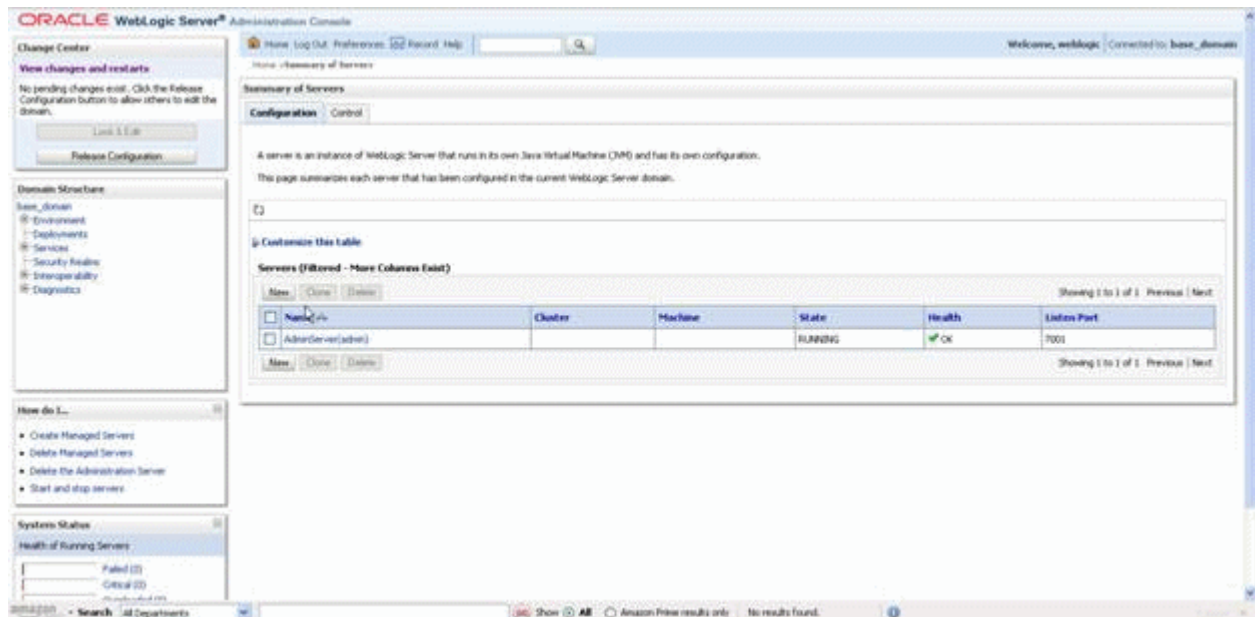 ORACLE WebLogic Server® Administration Console
Change Center
View changes and restarts
No pending changes exist. Click the Release
Configuration button to allow others to edit the
domain.
Lock & Edit
Release Configuration
Domain Structure
base_domain
Environment
Deployments
Services
Security Realms
Interoperability
Diagnostics
How do I...
Create Managed Servers
Delete Managed Servers
Delete the Administration Server
Start and stop servers
System Status
Health of Running Servers
Failed (0)
Critical (0)
Overloaded (0)
Home Log Out Preferences Record Help
Welcome, weblogic Connected to: base_domain
Home >Summary of Servers
Summary of Servers
Configuration Control
A server is an instance of WebLogic Server that runs in its own Java Virtual Machine (JVM) and has its own configuration.
This page summarizes each server that has been configured in the current WebLogic Server domain.
Customize this table
Servers (Filtered - More Columns Exist)
New Clone Delete Showing 1 to 1 of 1 Previous | Next
Name Cluster Machine State Health Listen Port
AdminServer(admin) RUNNING OK 7001
New Clone Delete Showing 1 to 1 of 1 Previous | Next
amazon Search All Departments Show All Amazon Prime results only No results found.